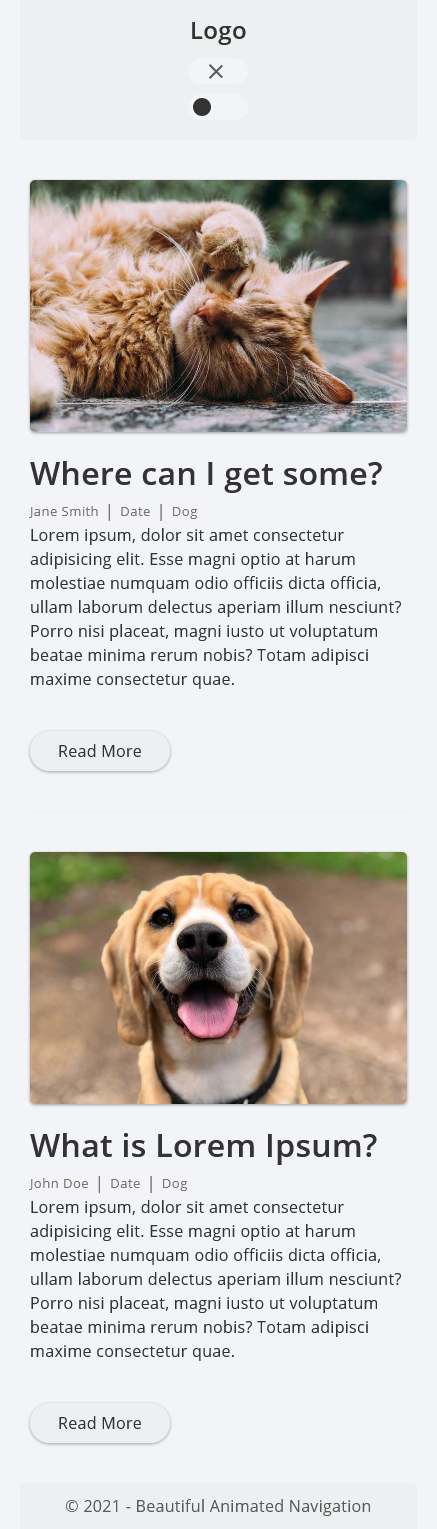 Logo
Where can I get some?
Jane Smith | Date | Dog
Lorem ipsum, dolor sit amet consectetur
adipisicing elit. Esse magni optio at harum
molestiae numquam odio officiis dicta officia,
ullam laborum delectus aperiam illum nesciunt?
Porro nisi placeat, magni iusto ut voluptatum
beatae minima rerum nobis? Totam adipisci
maxime consectetur quae.
Read More
What is Lorem Ipsum?
John Doe | Date | Dog
Lorem ipsum, dolor sit amet consectetur
adipisicing elit. Esse magni optio at harum
molestiae numquam odio officiis dicta officia,
ullam laborum delectus aperiam illum nesciunt?
Porro nisi placeat, magni iusto ut voluptatum
beatae minima rerum nobis? Totam adipisci
maxime consectetur quae.
Read More
© 2021 - Beautiful Animated Navigation